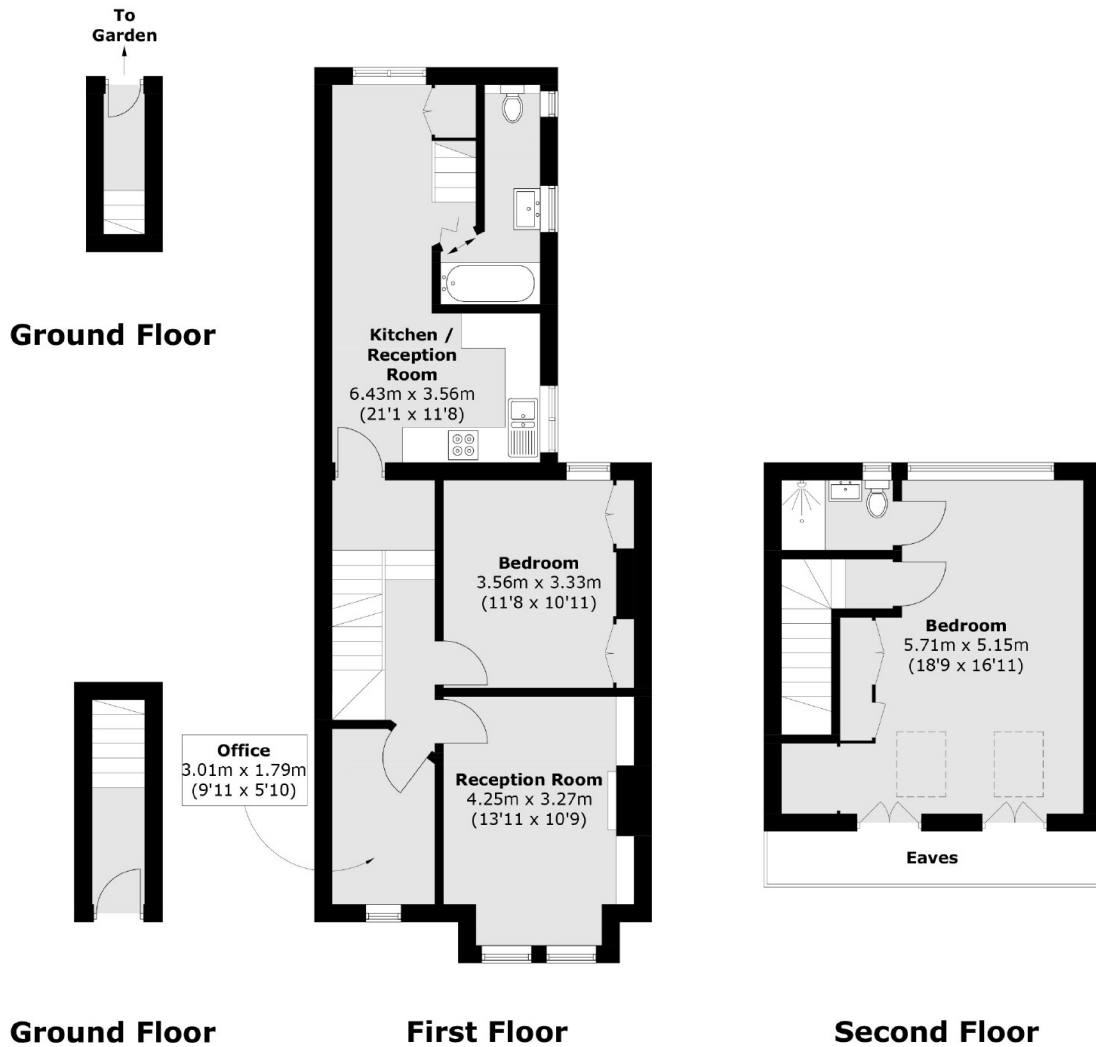 To
Garden
Ground Floor
Kitchen /
Reception
Room
6.43m x 3.56m
(21'1 x 11'8)
Bedroom
3.56m x 3.33m
(11'8 x 10'11)
Bedroom
5.71m x 5.15m
(18'9 x 16'11)
Office
3.01m x 1.79m
(9'11 x 5'10)
Reception Room
4.25m x 3.27m
(13'11 x 10'9)
Eaves
Ground Floor
First Floor
Second Floor